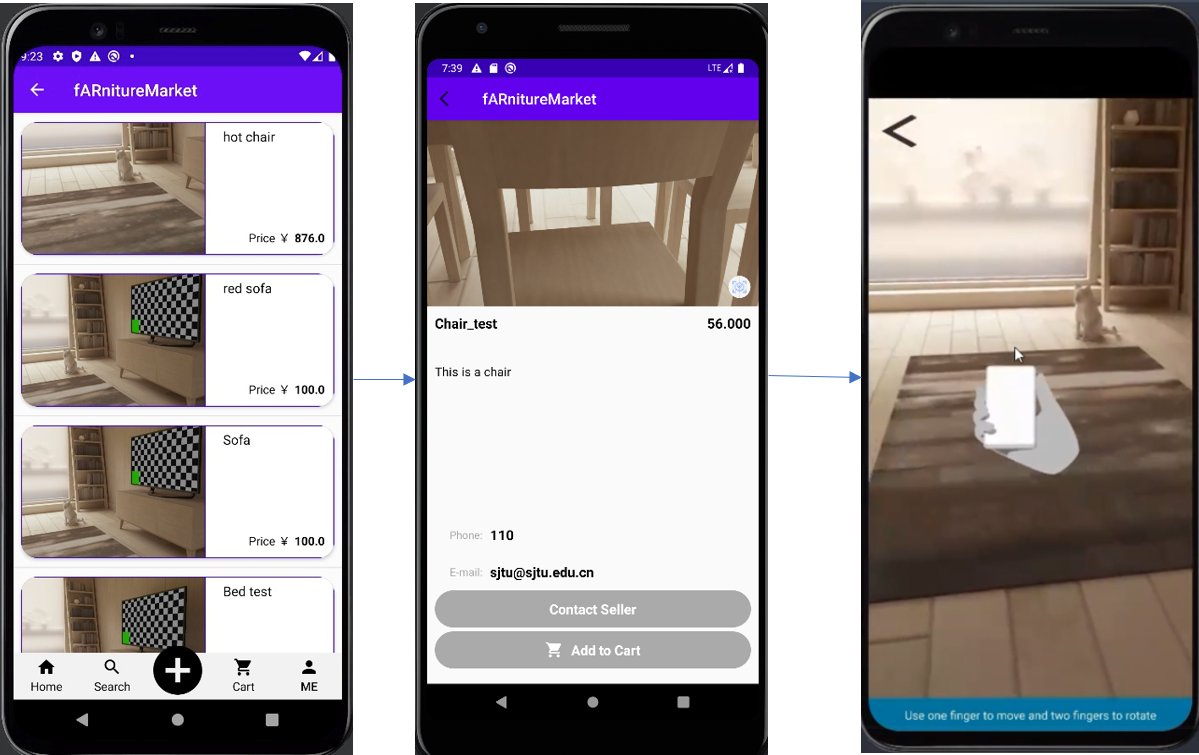 9:23
fARnitureMarket
hot chair
Price ¥ 876.0
red sofa
Price ¥ 100.0
Sofa
Price ¥ 100.0
Bed test
Home Search Cart ME
7:39 LTE
fARnitureMarket
Chair_test 56.000
This is a chair
Phone: 110
E-mail: sjtu@sjtu.edu.cn
Contact Seller
Add to Cart
Use one finger to move and two fingers to rotate